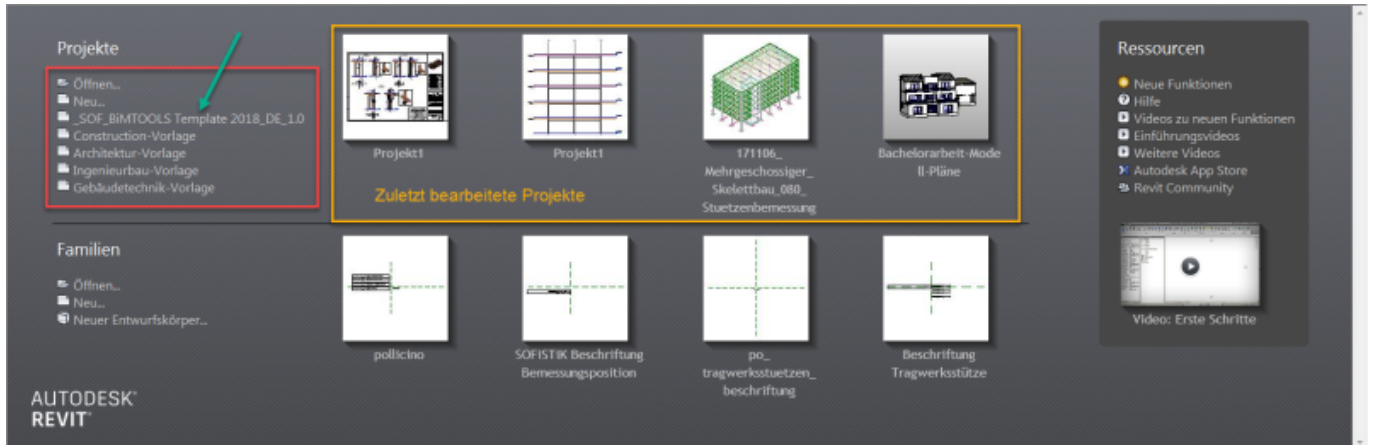 Projekte
Öffnen...
Neu...
_SOF_BiMTOOLS Template 2018_DE_1.0
Construction-Vorlage
Architektur-Vorlage
Ingenieurbau-Vorlage
Gebäudetechnik-Vorlage
Projekt1
Projekt1
171106_
Mehrgeschossiger_
Skelettbau_080_
Stuetzenbemessung
Bachelorarbeit-Mode
ll-Pläne
Zuletzt bearbeitete Projekte
Familien
Öffnen...
Neu...
Neuer Entwurfskörper...
pollicino
SOFISTIK Beschriftung
Bemessungsposition
po_
tragwerksstuetzen_
beschriftung
Beschriftung
Tragwerksstütze
Ressourcen
Neue Funktionen
Hilfe
Videos zu neuen Funktionen
Einführungsvideos
Weitere Videos
Autodesk App Store
Revit Community
Video: Erste Schritte
AUTODESK®
REVIT®